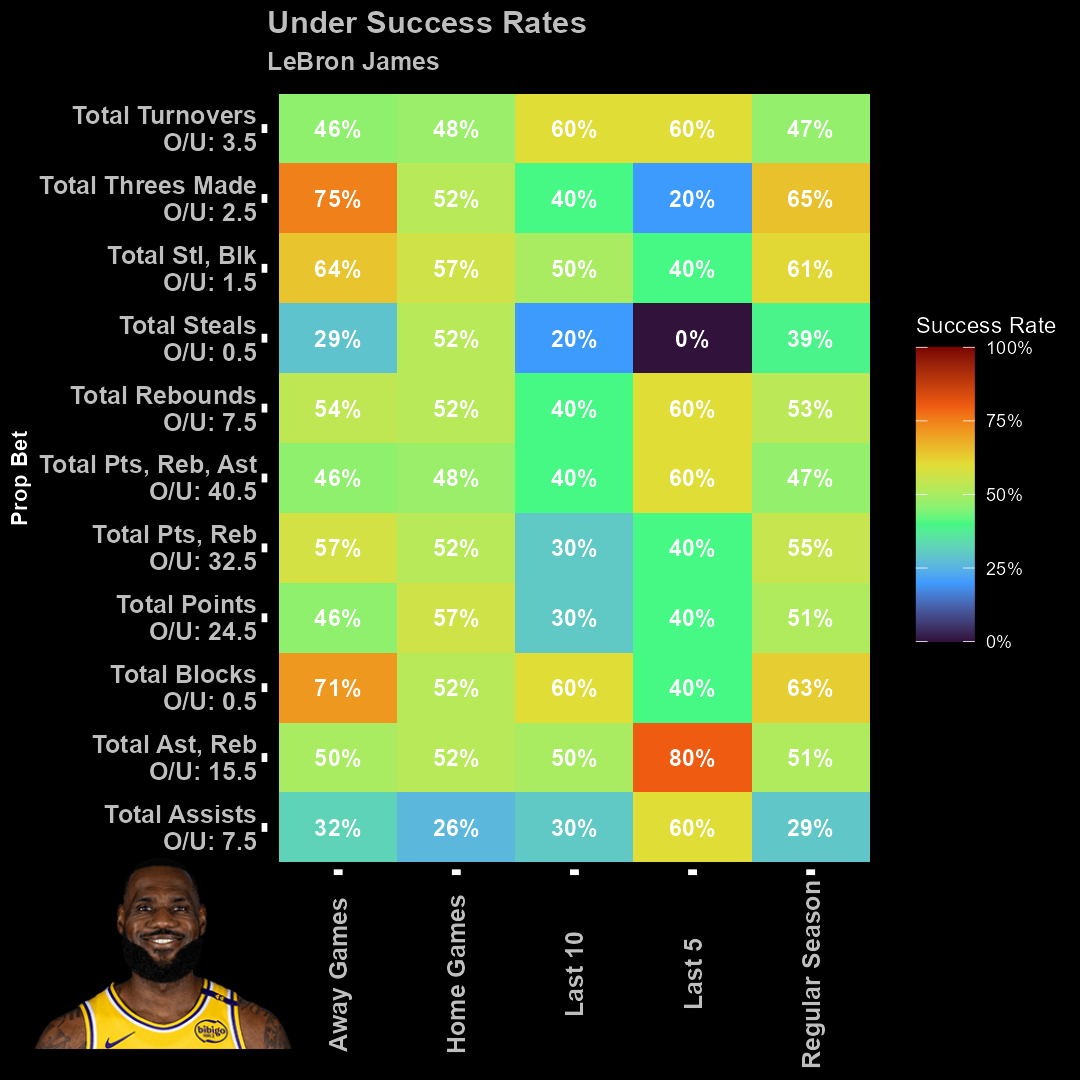 Under Success Rates
LeBron James
Prop Bet
Total Turnovers
O/U: 3.5
46% 48% 60% 60% 47%
Total Threes Made
O/U: 2.5
75% 52% 40% 20% 65%
Total Stl, Blk
O/U: 1.5
64% 57% 50% 40% 61%
Total Steals
O/U: 0.5
29% 52% 20% 0% 39%
Total Rebounds
O/U: 7.5
54% 52% 40% 60% 53%
Total Pts, Reb, Ast
O/U: 40.5
46% 48% 40% 60% 47%
Total Pts, Reb
O/U: 32.5
57% 52% 30% 40% 55%
Total Points
O/U: 24.5
46% 57% 30% 40% 51%
Total Blocks
O/U: 0.5
71% 52% 60% 40% 63%
Total Ast, Reb
O/U: 15.5
50% 52% 50% 80% 51%
Total Assists
O/U: 7.5
32% 26% 30% 60% 29%
Away Games
Home Games
Last 10
Last 5
Regular Season
Success Rate
100%
75%
50%
25%
0%
bibigo